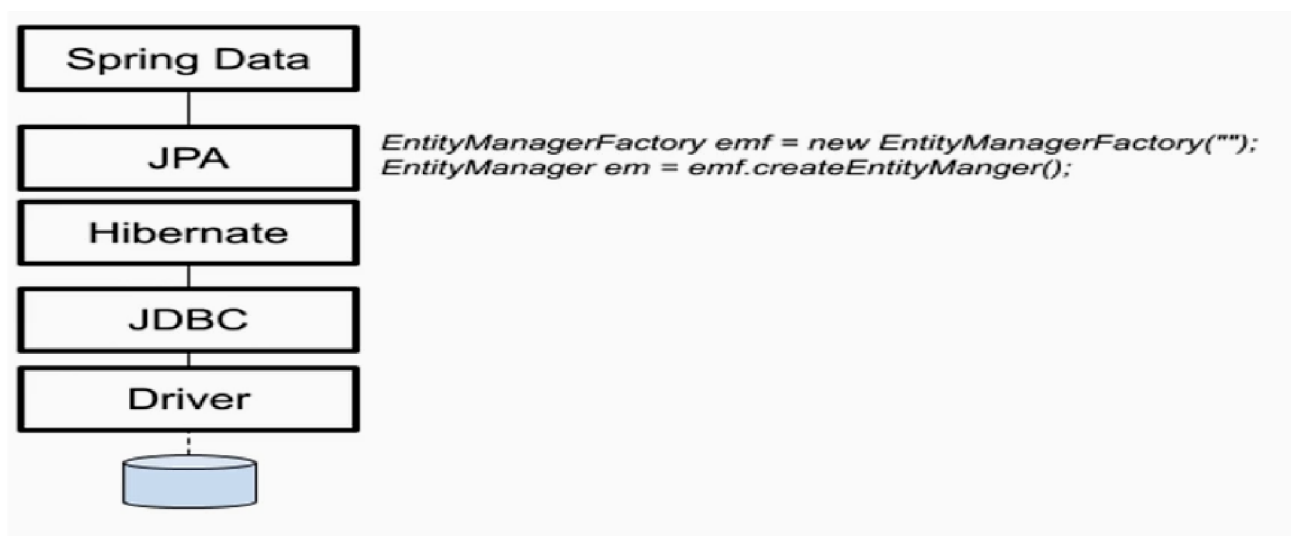 Spring Data
JPA
EntityManagerFactory emf = new EntityManagerFactory("");
EntityManager em = emf.createEntityManger();
Hibernate
JDBC
Driver